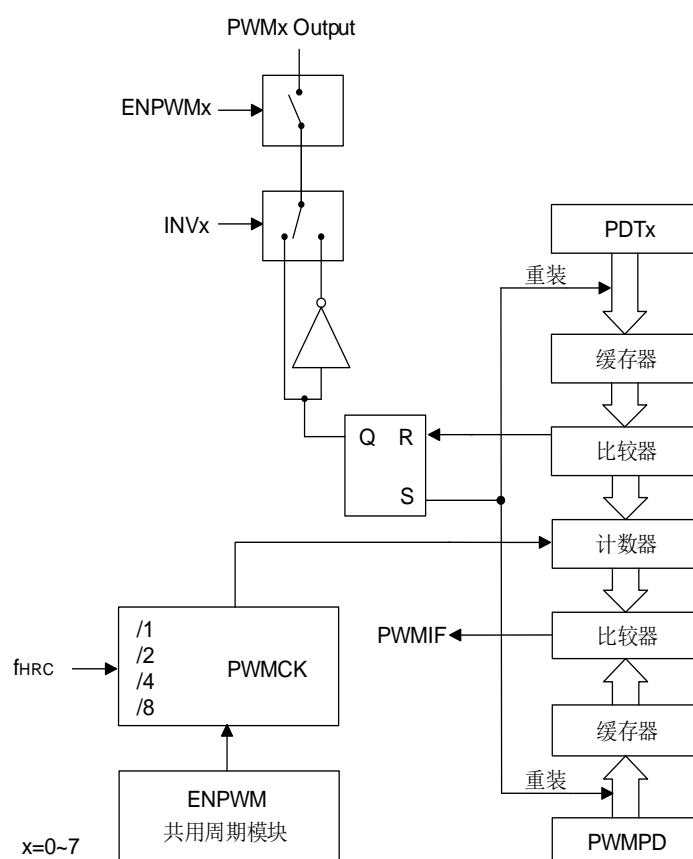 PWMx Output
ENPWMx
INVx
PDTx
重装
缓存器
Q R
比较器
S
计数器
/1
/2
/4
/8
PWMCK
fHRC
PWMIF
比较器
缓存器
重装
ENPWM
共用周期模块
PWMPD
x=0~7